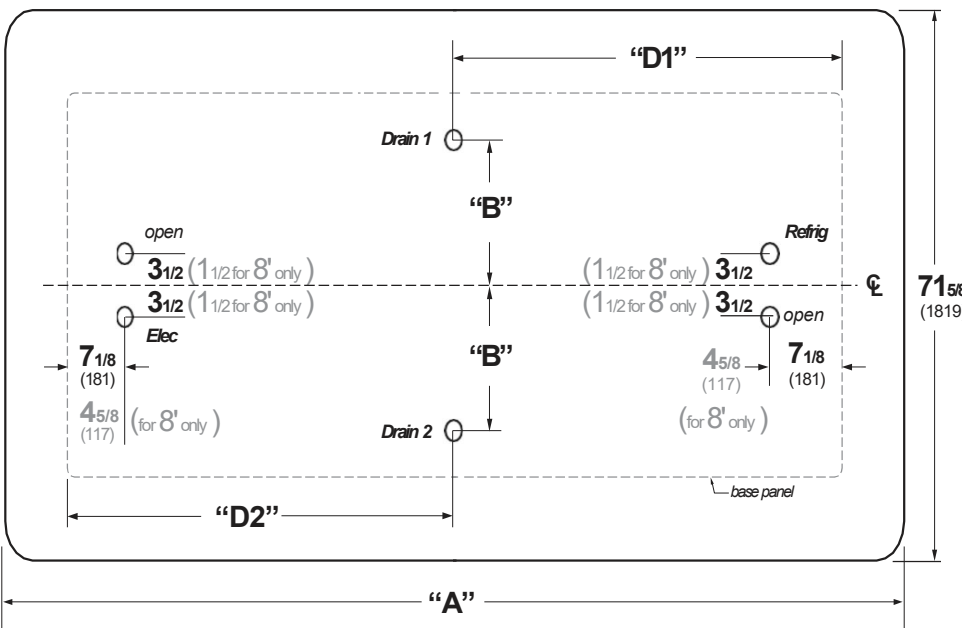 “D1”
Drain 1
“B”
open
Refrig
3 1/2 (1 1/2 for 8' only)
(1 1/2 for 8' only) 3 1/2
℄
71 5/8
(1819
3 1/2 (1 1/2 for 8' only)
(1 1/2 for 8' only) 3 1/2
open
Elec
“B”
7 1/8
(181)
4 5/8
(117)
7 1/8
(181)
4 5/8
(117)
(for 8' only)
(for 8' only)
Drain 2
base panel
“D2”
“A”